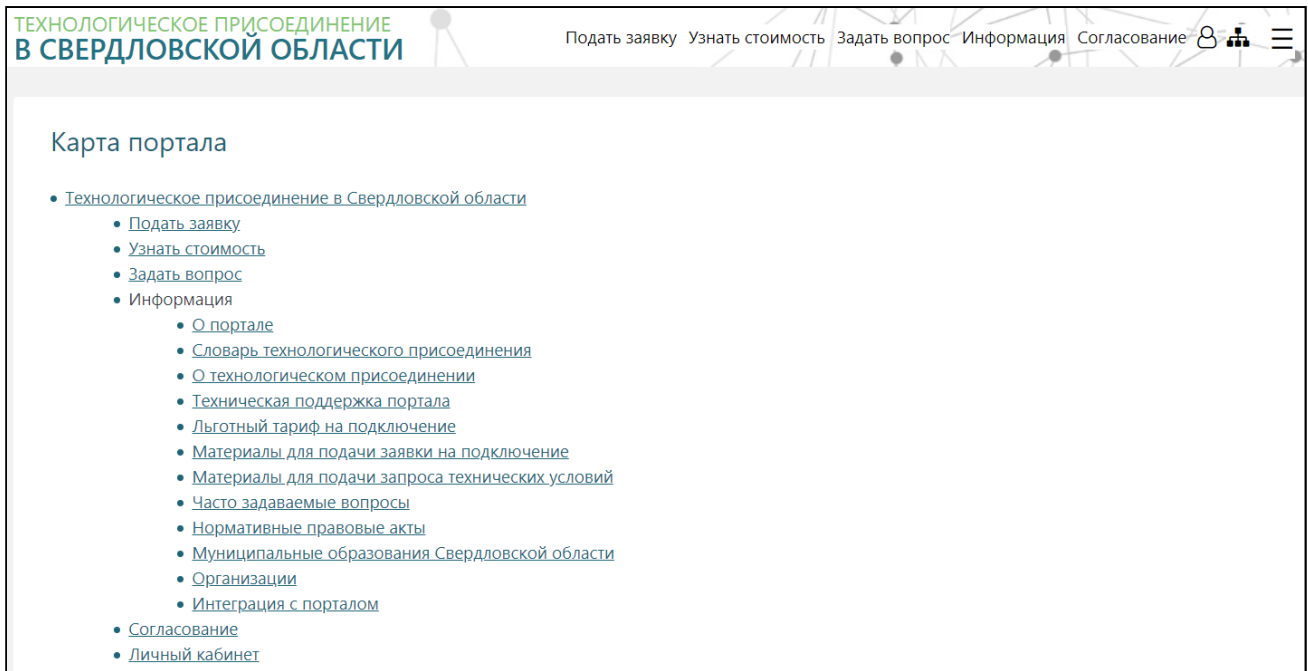 ТЕХНОЛОГИЧЕСКОЕ ПРИСОЕДИНЕНИЕ
В СВЕРДЛОВСКОЙ ОБЛАСТИ
Подать заявку Узнать стоимость Задать вопрос Информация Согласование
Карта портала
Технологическое присоединение в Свердловской области
Подать заявку
Узнать стоимость
Задать вопрос
Информация
О портале
Словарь технологического присоединения
О технологическом присоединении
Техническая поддержка портала
Льготный тариф на подключение
Материалы для подачи заявки на подключение
Материалы для подачи запроса технических условий
Часто задаваемые вопросы
Нормативные правовые акты
Муниципальные образования Свердловской области
Организации
Интеграция с порталом
Согласование
Личный кабинет